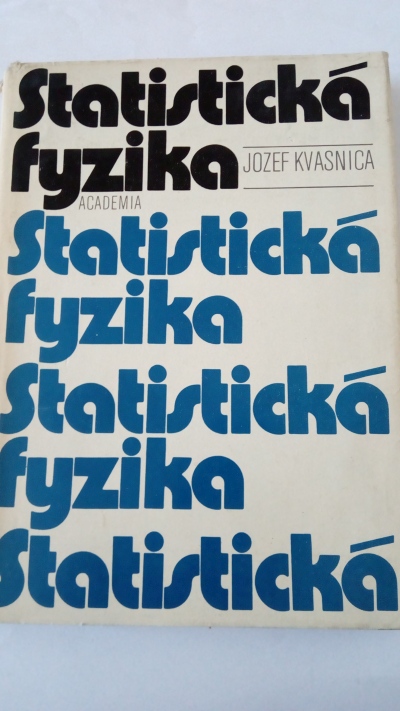 Statistická
fyzika
JOZEF KVASNICA
ACADEMIA
Statistická
fyzika
Statistická
fyzika
Statistická